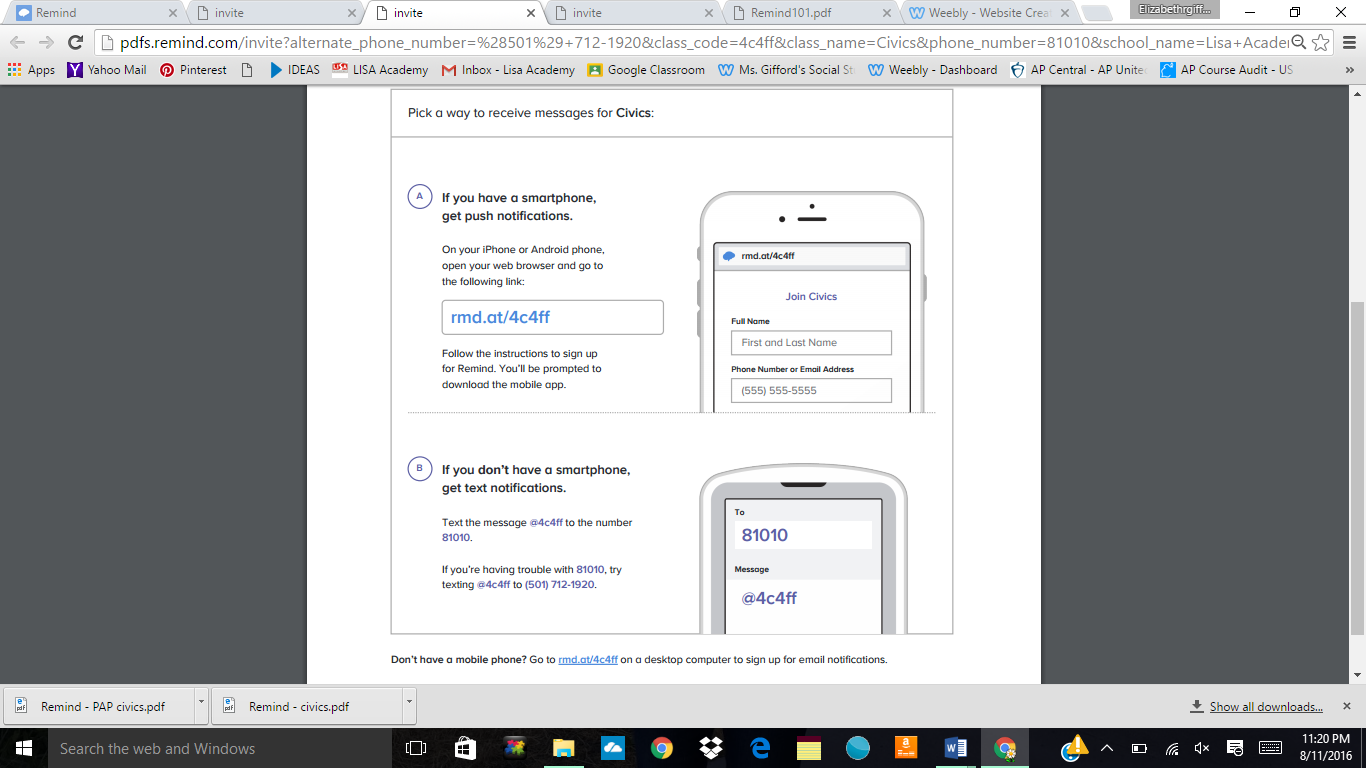 Remind
invite
invite
invite
Remind101.pdf
Weebly - Website Crea
Elizabethrgiff...
pdfs.remind.com/invite?alternate_phone_number=%28501%29+712-1920&class_code=4c4ff&class_name=Civics&phone_number=81010&school_name=Lisa+Acade
Apps
Yahoo Mail
Pinterest
IDEAS
LISA Academy
Inbox - Lisa Academy
Google Classroom
Ms. Gifford's Social St
Weebly - Dashboard
AP Central - AP Unite
AP Course Audit - US
»
Pick a way to receive messages for Civics:
A
If you have a smartphone,
get push notifications.
On your iPhone or Android phone,
open your web browser and go to
the following link:
rmd.at/4c4ff
Follow the instructions to sign up
for Remind. You'll be prompted to
download the mobile app.
rmd.at/4c4ff
Join Civics
Full Name
First and Last Name
Phone Number or Email Address
(555) 555-5555
B
If you don't have a smartphone,
get text notifications.
Text the message @4c4ff to the number
81010.
If you're having trouble with 81010, try
texting @4c4ff to (501) 712-1920.
To
81010
Message
@4c4ff
Don't have a mobile phone? Go to rmd.at/4c4ff on a desktop computer to sign up for email notifications.
Remind - PAP civics.pdf
Remind - civics.pdf
Show all downloads...
Search the web and Windows
11:20 PM
8/11/2016